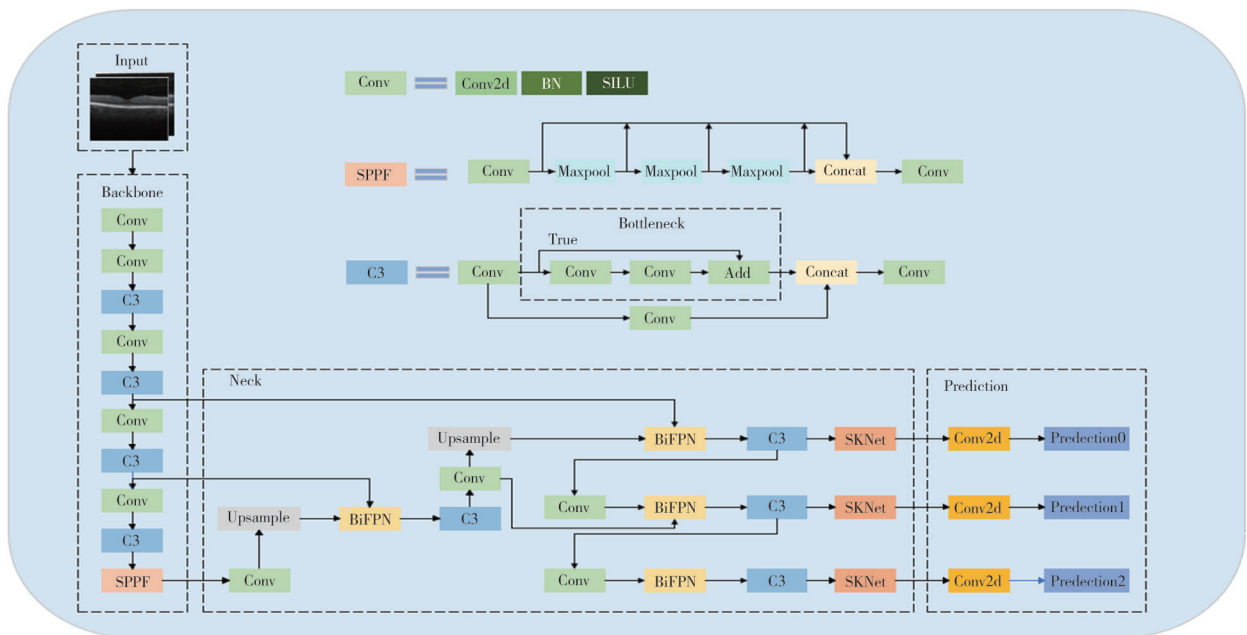 Input
Conv
Conv2d
BN
SILU
SPPF
Conv
Maxpool
Maxpool
Maxpool
Concat
Conv
Bottleneck
True
C3
Conv
Conv
Conv
Add
Concat
Conv
Conv
Backbone
Conv
Conv
C3
Conv
C3
Conv
C3
Conv
C3
SPPF
Neck
Upsample
BiFPN
C3
SKNet
Conv
Upsample
BiFPN
C3
Conv
BiFPN
C3
SKNet
Conv
Conv
BiFPN
C3
SKNet
Prediction
Conv2d
Predection0
Conv2d
Predection1
Conv2d
Predection2